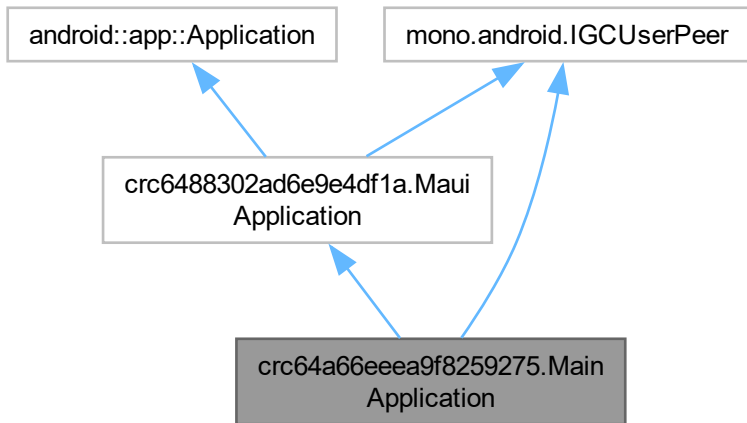 android::app::Application
mono.android.IGCUserPeer
crc6488302ad6e9e4df1a.Maui
Application
crc64a66eeea9f8259275.Main
Application